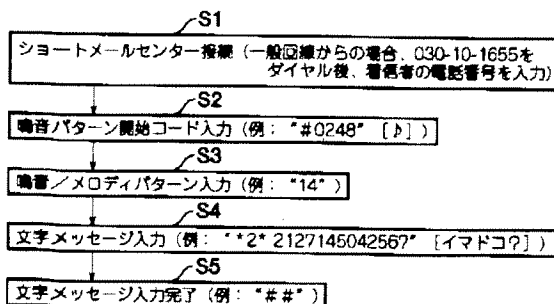 S1
ショートメールセンター接続（一般回線からの場合、030-10-1655を
ダイヤル後、着信者の電話番号を入力）
S2
鳴音パターン開始コード入力（例：“#0248” [♪]）
S3
鳴音／メロディパターン入力（例：“14”）
S4
文字メッセージ入力（例：“*2* 2127145042567” [イマドコ?]）
S5
文字メッセージ入力完了（例：“##”）